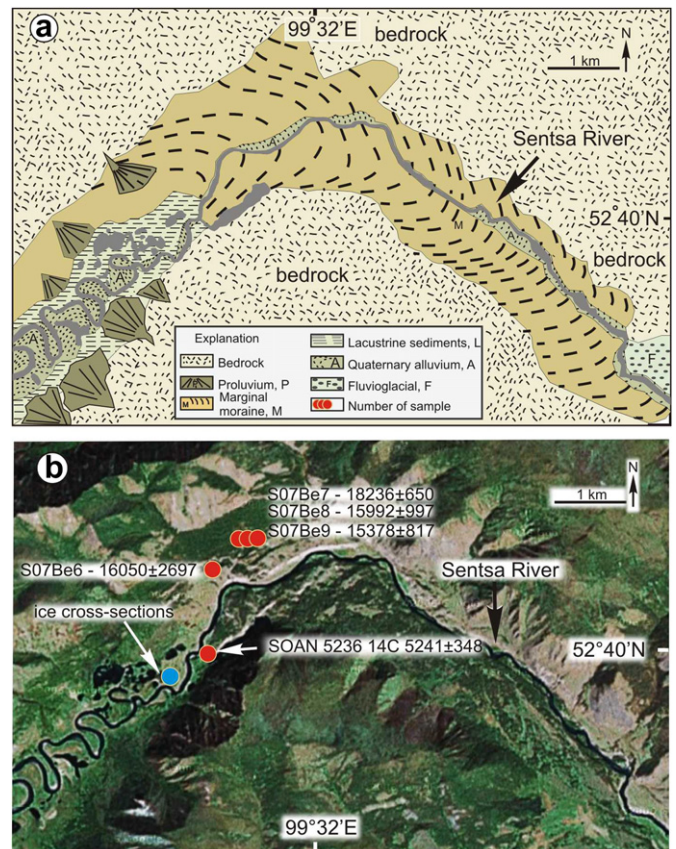 a
99°32'E
bedrock
N
1 km
Sentsa River
52°40'N
A
M
bedrock
bedrock
A
A
F
Explanation
Bedrock
Proluvium, P
M Marginal moraine, M
Lacustrine sediments, L
A Quaternary alluvium, A
F Fluvioglacial, F
Number of sample
b
N
1 km
S07Be7 - 18236±650
S07Be8 - 15992±997
S07Be9 - 15378±817
S07Be6 - 16050±2697
Sentsa River
ice cross-sections
SOAN 5236 14C 5241±348
52°40'N
99°32'E